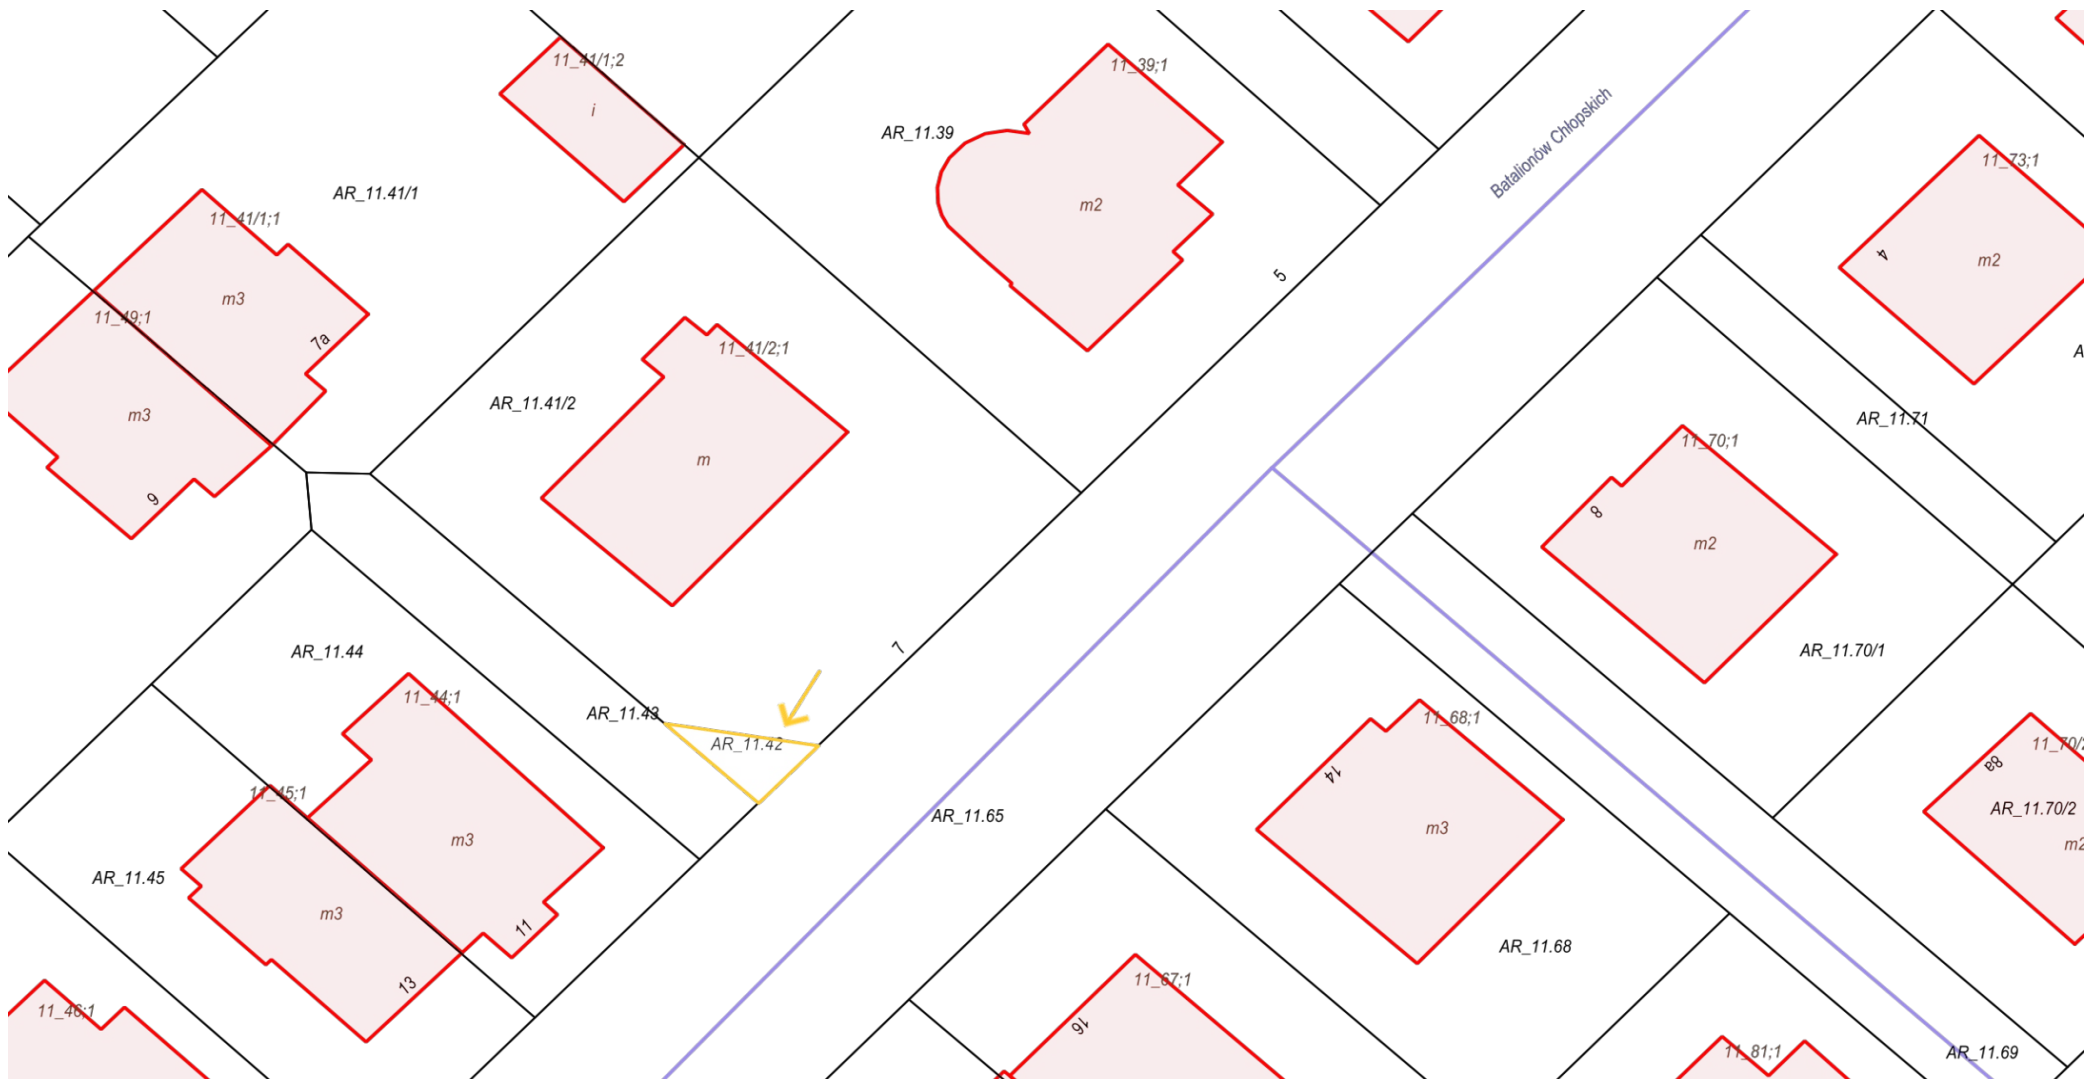 11_41/1;2
i
11_39;1
AR_11.39
Batalionów Chłopskich
11_73;1
AR_11.41/1
m2
11_41/1;1
4
m2
5
m3
11_49;1
7a
11_41/2;1
A
AR_11.41/2
m3
AR_11.71
11_70;1
m
9
8
m2
AR_11.44
7
AR_11.70/1
11_44;1
AR_11.43
AR_11.42
11_68;1
11_70/2
8a
14
11_45;1
AR_11.65
AR_11.70/2
m3
m3
m2
AR_11.45
m3
11
AR_11.68
13
11_67;1
11_46;1
16
11_81;1
AR_11.69